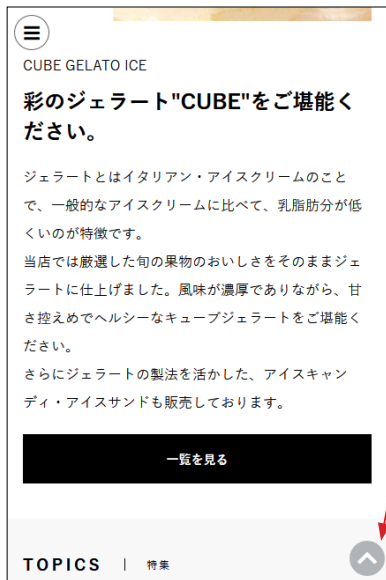 CUBE GELATO ICE
彩のジェラート"CUBE"をご堪能く
ださい。
ジェラートとはイタリアン・アイスクリームのこと
で、一般的なアイスクリームに比べて、乳脂肪分が低
くいのが特徴です。
当店では厳選した旬の果物のおいしさをそのままジェ
ラートに仕上げました。風味が濃厚でありながら、甘
さ控えめでヘルシーなキューブジェラートをご堪能く
ださい。
さらにジェラートの製法を活かした、アイスキャン
ディ・アイスサンドも販売しております。
一覧を見る
TOPICS | 特集